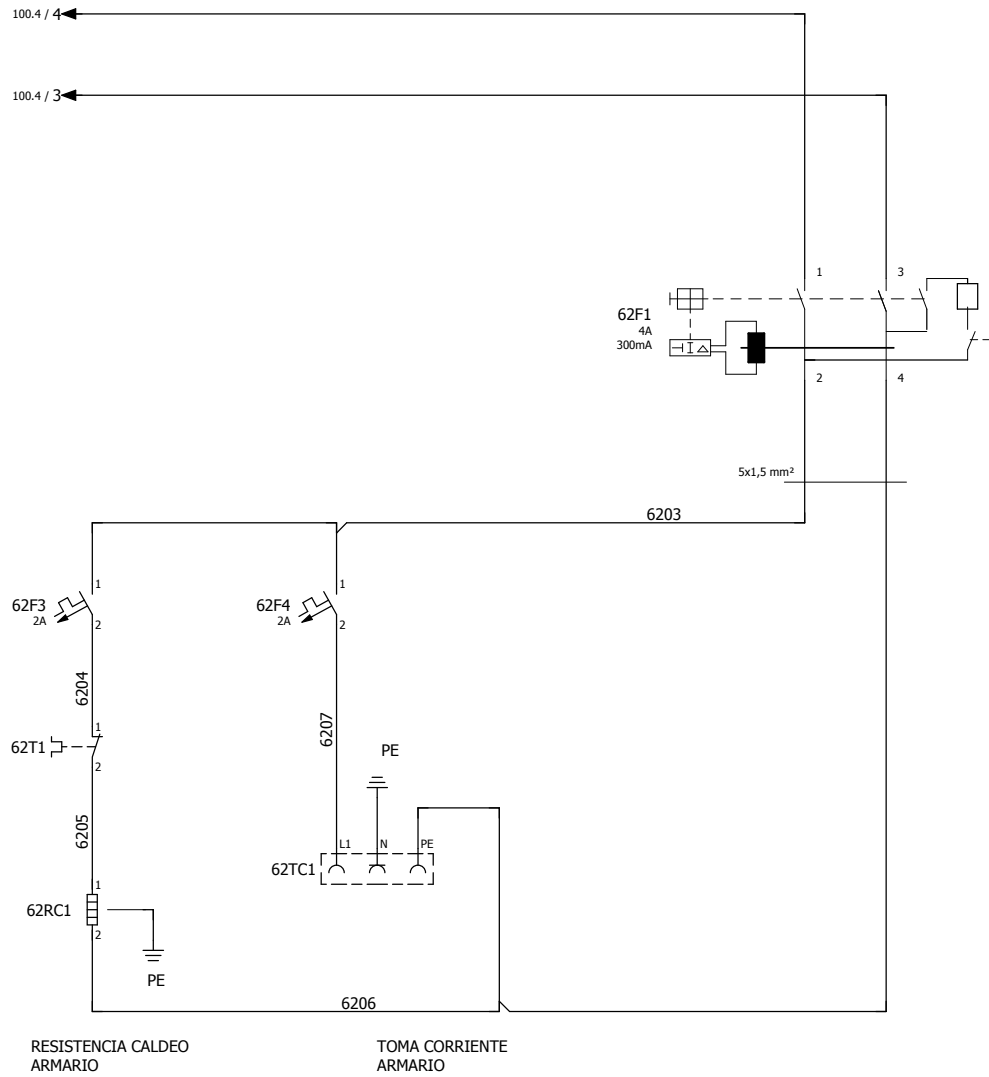 100.4 / 4
100.4 / 3
1 3
62F1
4A
300mA
2 4
5x1,5 mm²
6203
1 1
62F3 62F4
2A 2A
2 2
6204
6207
1
62T1
2
PE
6205
L1 N PE
62TC1
1
62RC1
2
PE
6206
RESISTENCIA CALDEO
ARMARIO
TOMA CORRIENTE
ARMARIO